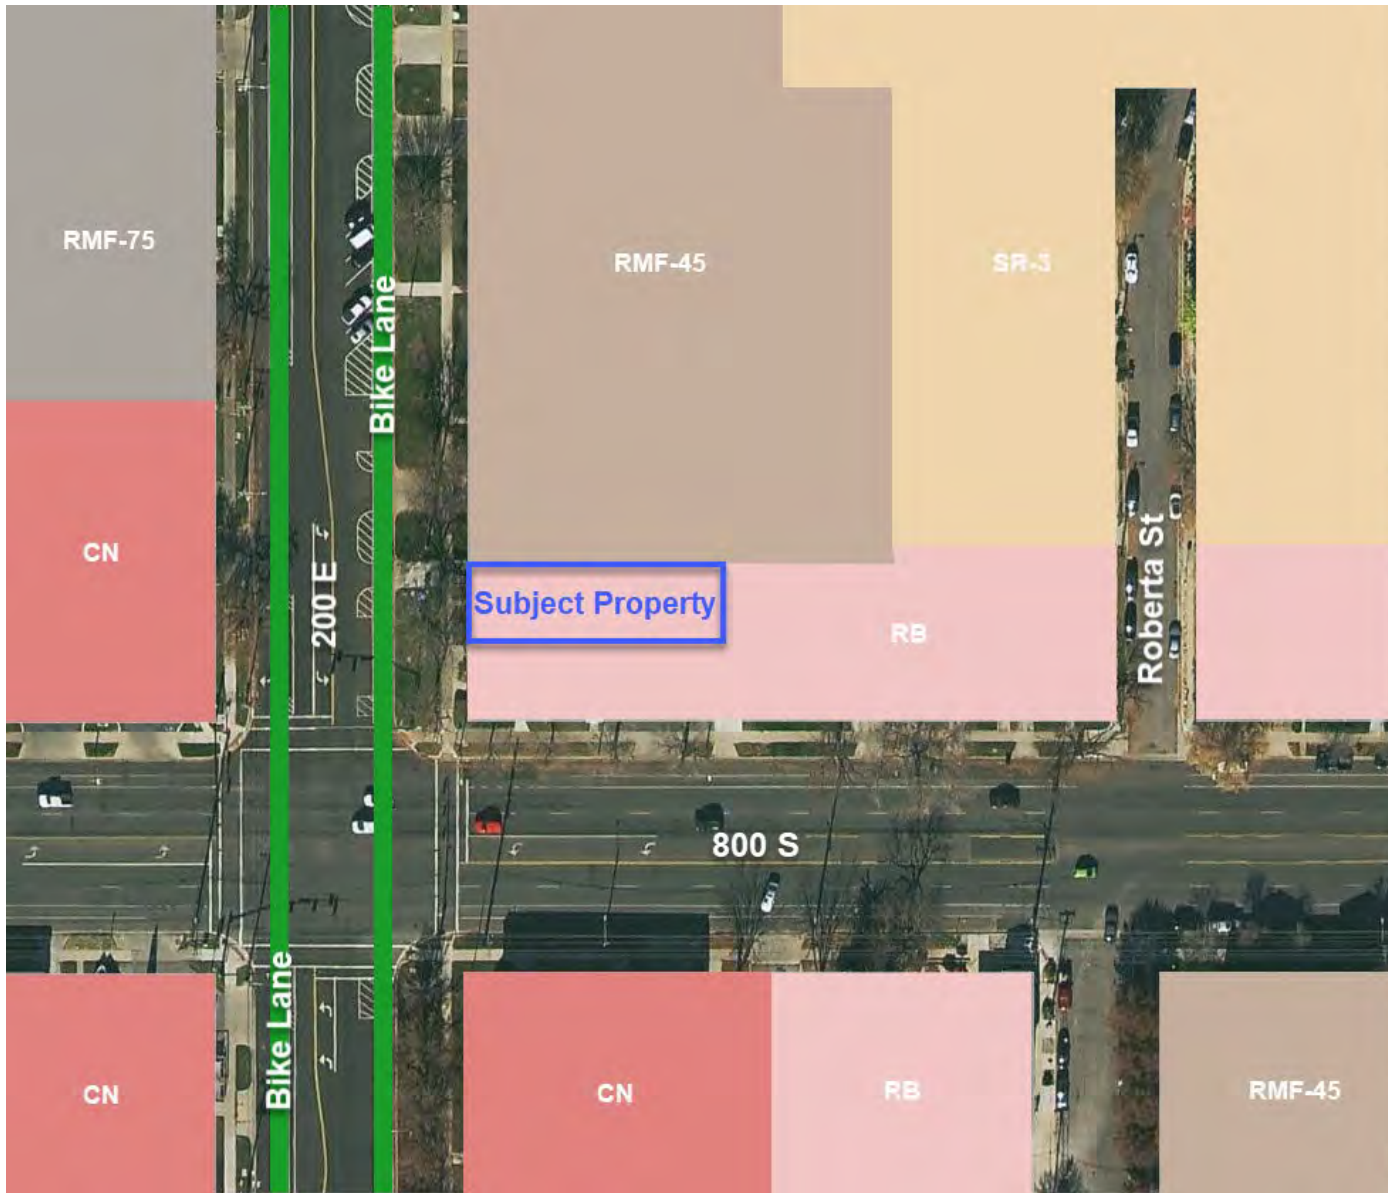 RMF-75
RMF-45
SR-3
Bike Lane
CN
200 E
Subject Property
RB
Roberta St
800 S
Bike Lane
CN
CN
RB
RMF-45